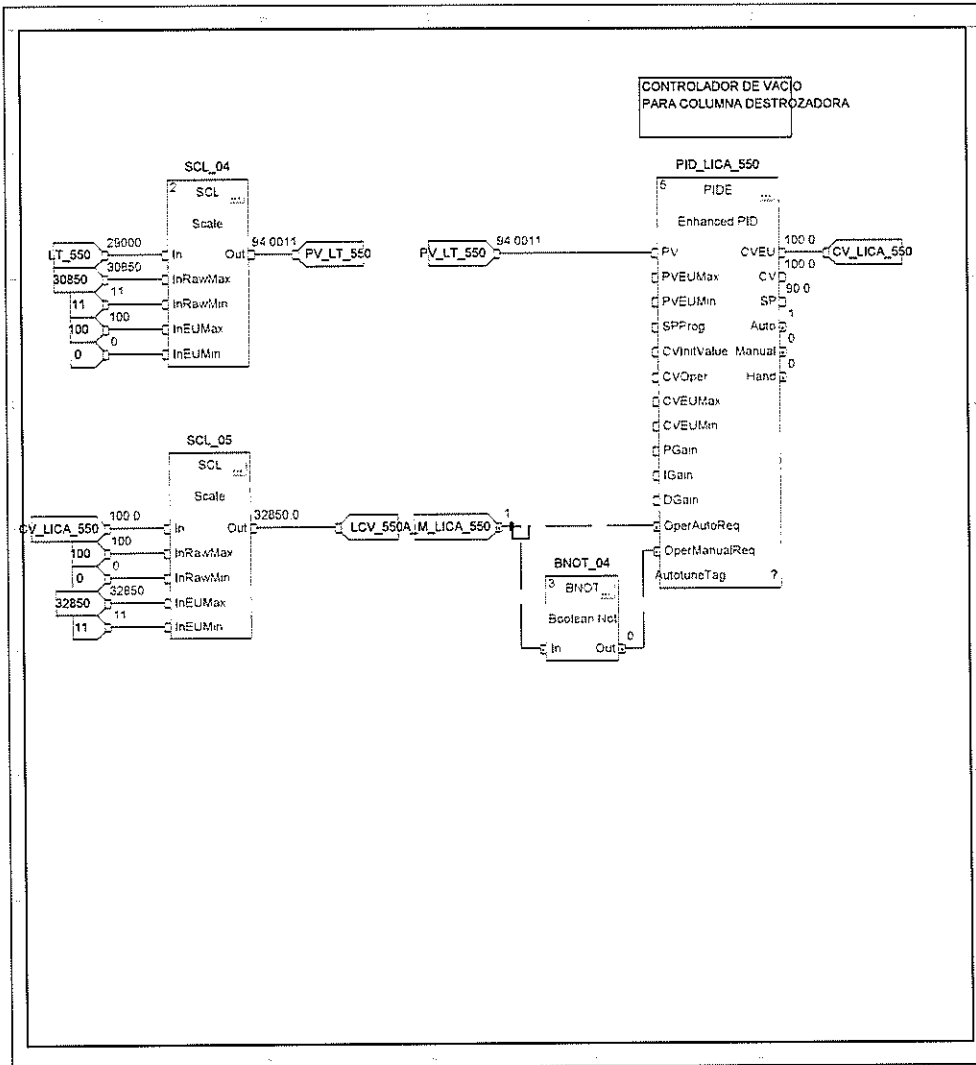 CONTROLADOR DE VACIO
PARA COLUMNA DESTROZADORA
SCL_04
2
SCL
...
Scale
LT_550
29000
In
Out
94.0011
PV_LT_550
30850
30850
InRawMax
11
11
InRawMin
100
100
InEUMax
0
0
InEUMin
PID_LICA_550
PIDE
...
Enhanced PID
PV_LT_550
94.0011
PV
CVEU
100.0
CV_LICA_550
PVEUMax
CV
100.0
PVEUMin
SP
90.0
SPProg
Auto
1
CVInitValue
Manual
0
CVOper
Hand
0
CVEUMax
CVEUMin
PGain
IGain
DGain
OperAutoReq
OperManualReq
AutotuneTag
?
SCL_05
SCL
...
Scale
CV_LICA_550
100.0
In
Out
32850.0
LCV_550
A_M_LICA_550
1
100
100
InRawMax
0
0
InRawMin
32850
32850
InEUMax
11
11
InEUMin
BNOT_04
3
BNOT
...
Boolean Not
In
Out
0